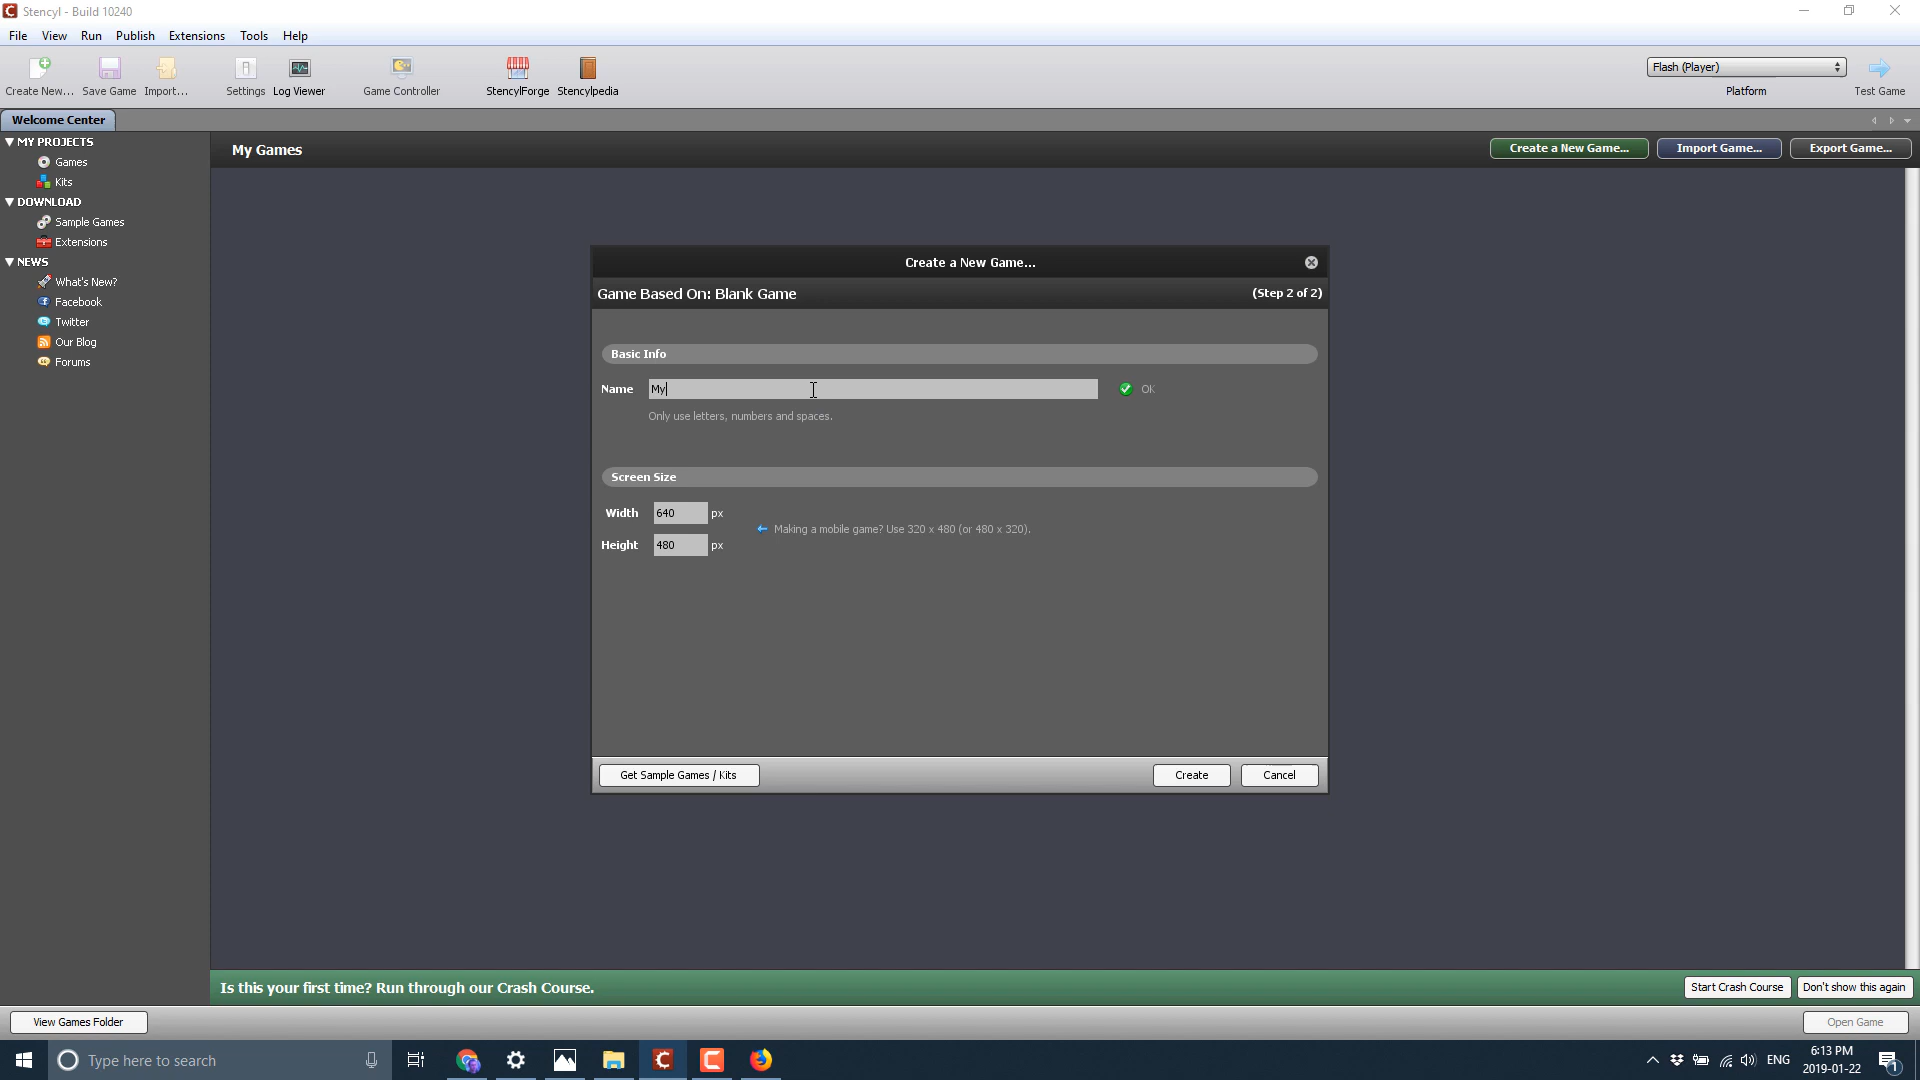 Stencyl - Build 10240
File View Run Publish Extensions Tools Help
Create New... Save Game Import... Settings Log Viewer Game Controller StencylForge Stencylpedia
Flash (Player)
Platform
Test Game
Welcome Center
MY PROJECTS
Games
Kits
DOWNLOAD
Sample Games
Extensions
NEWS
What's New?
Facebook
Twitter
Our Blog
Forums
My Games
Create a New Game... Import Game... Export Game...
Create a New Game...
Game Based On: Blank Game (Step 2 of 2)
Basic Info
Name My OK
Only use letters, numbers and spaces.
Screen Size
Width 640 px
Making a mobile game? Use 320 x 480 (or 480 x 320).
Height 480 px
Get Sample Games / Kits Create Cancel
Is this your first time? Run through our Crash Course. Start Crash Course Don't show this again
View Games Folder Open Game
Type here to search
ENG
6:13 PM
2019-01-22
1